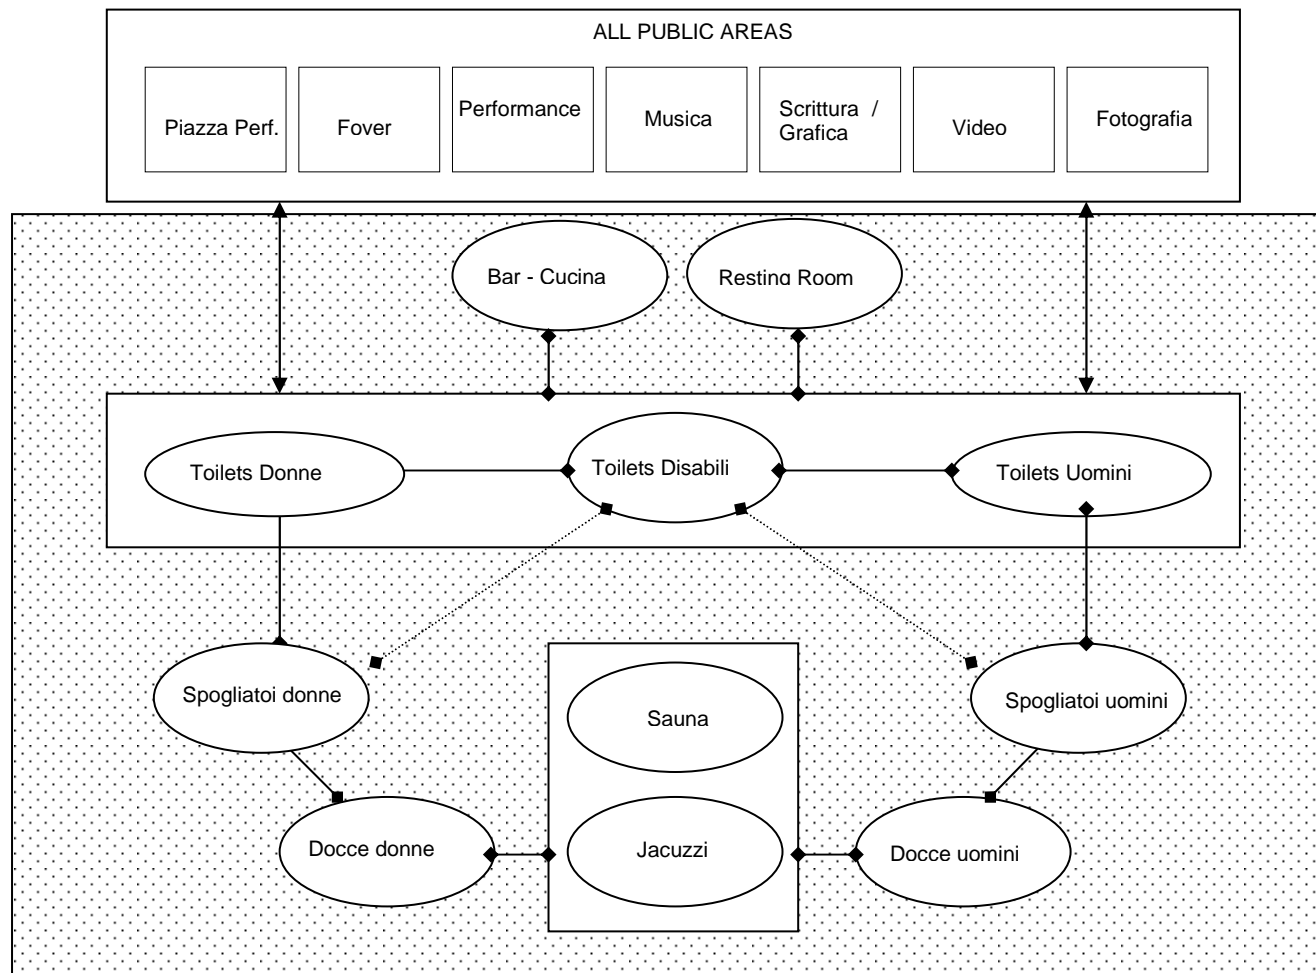 ALL PUBLIC AREAS
Piazza Perf.
Fover
Performance
Musica
Scrittura /
Grafica
Video
Fotografia
Bar - Cucina
Resting Room
Toilets Donne
Toilets Disabili
Toilets Uomini
Spogliatoi donne
Sauna
Spogliatoi uomini
Docce donne
Jacuzzi
Docce uomini